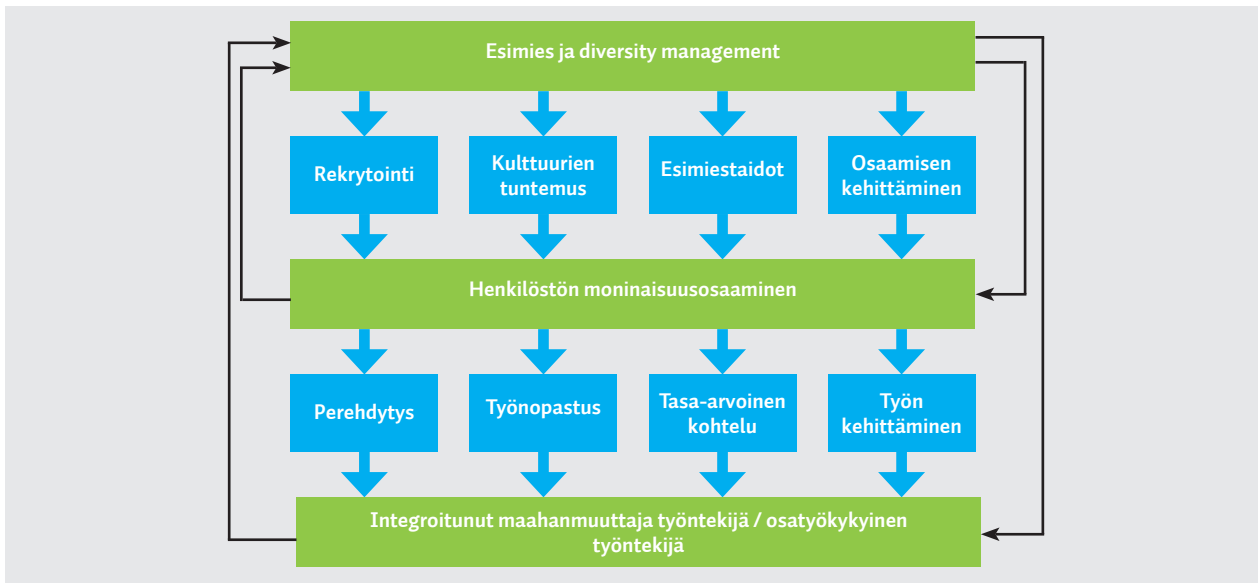 Esimies ja diversity management
Rekrytointi
Kulttuurien
tuntemus
Esimiestaidot
Osaamisen
kehittäminen
Henkilöstön moninaisuusosaaminen
Perehdytys
Työnopastus
Tasa-arvoinen
kohtelu
Työn
kehittäminen
Integroitunut maahanmuuttaja työntekijä / osatyökykyinen
työntekijä